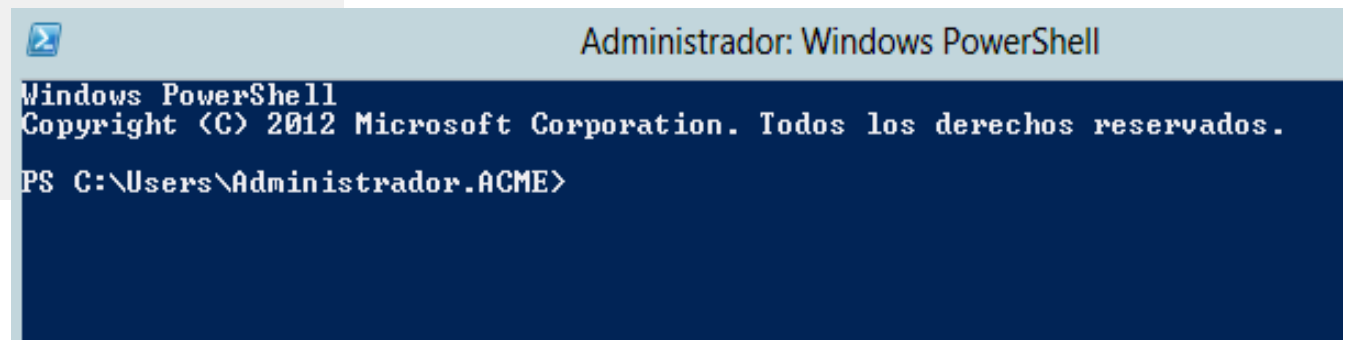 Administrador: Windows PowerShell
Windows PowerShell
Copyright (C) 2012 Microsoft Corporation. Todos los derechos reservados.
PS C:\Users\Administrador.ACME>